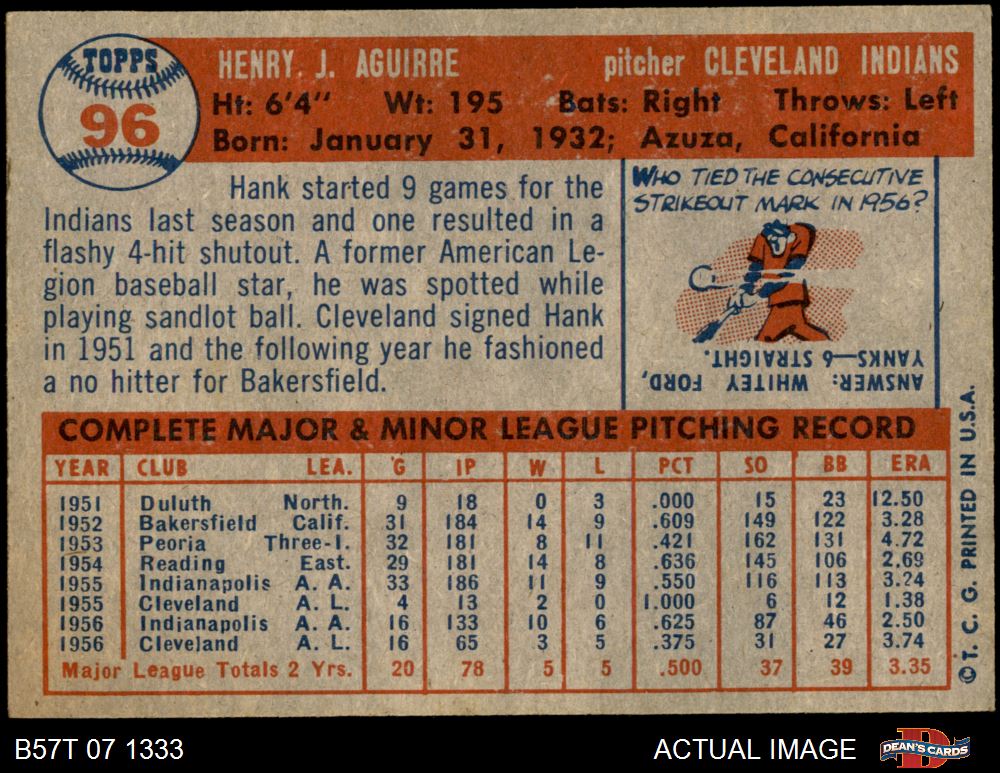 TOPPS
96
HENRY J. AGUIRRE pitcher CLEVELAND INDIANS
Ht: 6'4" Wt: 195 Bats: Right Throws: Left
Born: January 31, 1932; Azuza, California
Hank started 9 games for the
Indians last season and one resulted in a
flashy 4-hit shutout. A former American Le-
gion baseball star, he was spotted while
playing sandlot ball. Cleveland signed Hank
in 1951 and the following year he fashioned
a no hitter for Bakersfield.
WHO TIED THE CONSECUTIVE
STRIKEOUT MARK IN 1956?
ANSWER: WHITEY FORD,
YANKS—6 STRAIGHT.
COMPLETE MAJOR & MINOR LEAGUE PITCHING RECORD
YEAR CLUB LEA. G IP W L PCT SO BB ERA
1951 Duluth North. 9 18 0 3 .000 15 23 12.50
1952 Bakersfield Calif. 31 184 14 9 .609 149 122 3.28
1953 Peoria Three-I. 32 181 8 11 .421 162 131 4.72
1954 Reading East. 29 181 14 8 .636 145 106 2.69
1955 Indianapolis A. A. 33 186 11 9 .550 116 113 3.24
1955 Cleveland A. L. 4 13 2 0 1.000 6 12 1.38
1956 Indianapolis A. A. 16 133 10 6 .625 87 46 2.50
1956 Cleveland A. L. 16 65 3 5 .375 31 27 3.74
Major League Totals 2 Yrs. 20 78 5 5 .500 37 39 3.35
©T. C. G. PRINTED IN U.S.A.
B57T 07 1333 ACTUAL IMAGE
DEAN'S CARDS